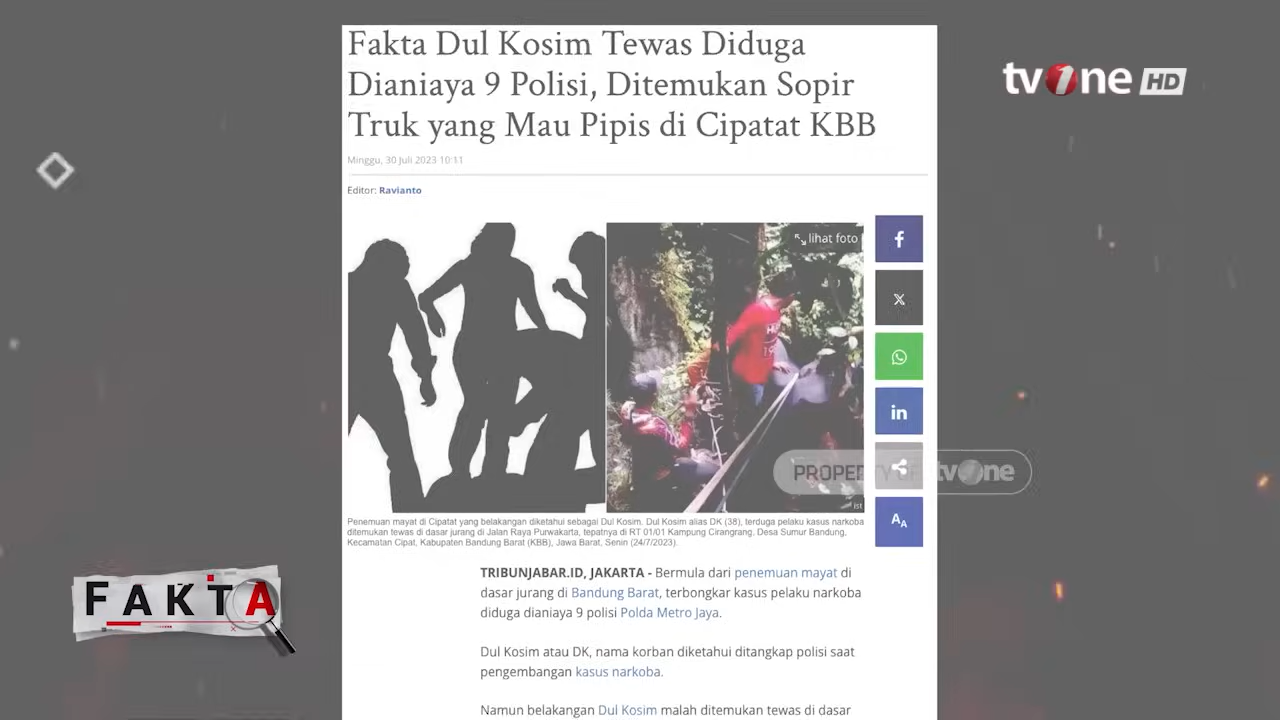 Fakta Dul Kosim Tewas Diduga
Dianiaya 9 Polisi, Ditemukan Sopir
Truk yang Mau Pipis di Cipatat KBB
tvOne HD
Minggu, 30 Juli 2023 10:11
Editor: Ravianto
lihat foto
PROPERTY OF tvOne
ist
Penemuan mayat di Cipatat yang belakangan diketahui sebagai Dul Kosim. Dul Kosim alias DK (38), terduga pelaku kasus narkoba
ditemukan tewas di dasar jurang di Jalan Raya Purwakarta, tepatnya di RT 01/01 Kampung Cirangrang, Desa Sumur Bandung,
Kecamatan Cipat, Kabupaten Bandung Barat (KBB), Jawa Barat, Senin (24/7/2023).
TRIBUNJABAR.ID, JAKARTA - Bermula dari penemuan mayat di
dasar jurang di Bandung Barat, terbongkar kasus pelaku narkoba
diduga dianiaya 9 polisi Polda Metro Jaya.
FAKTA
Dul Kosim atau DK, nama korban diketahui ditangkap polisi saat
pengembangan kasus narkoba.
Namun belakangan Dul Kosim malah ditemukan tewas di dasar